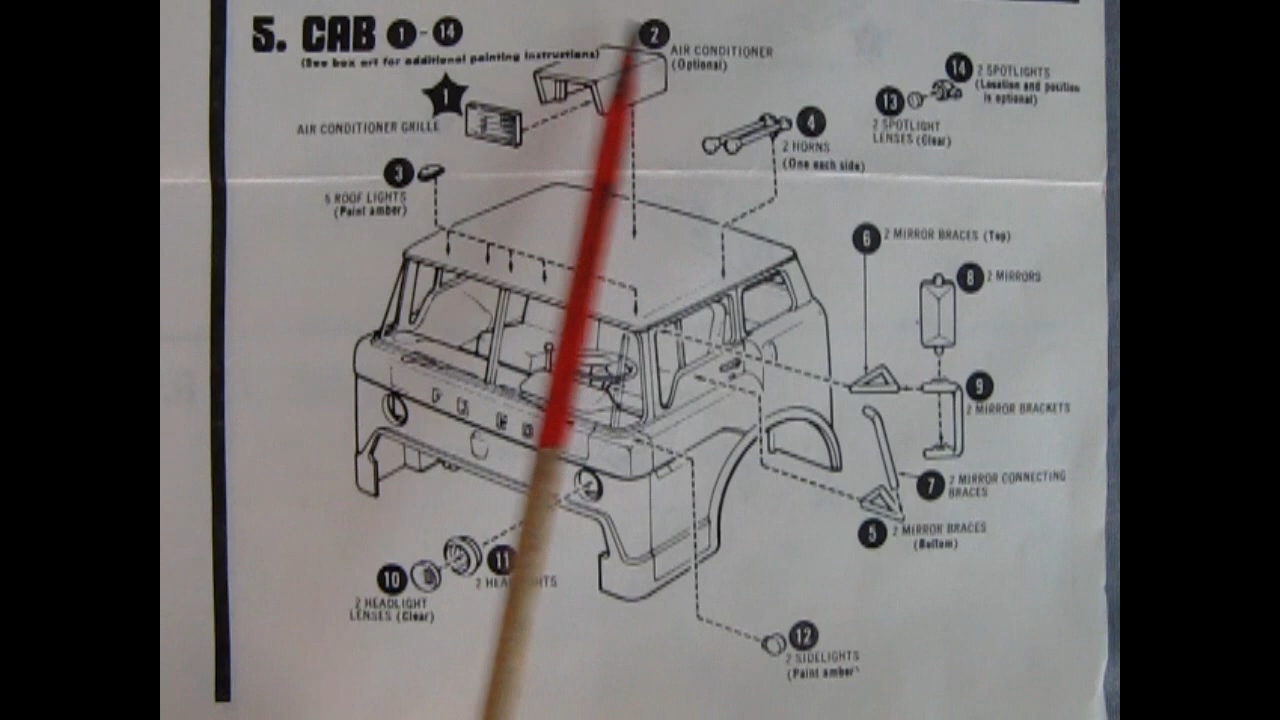 5. CAB 1 - 14
(See box art for additional painting instructions)
2
AIR CONDITIONER
(Optional)
1
AIR CONDITIONER GRILLE
3
5 ROOF LIGHTS
(Paint amber)
4
2 HORNS
(One each side)
14
2 SPOTLIGHTS
(Location and position
is optional)
13
2 SPOTLIGHT
LENSES (Clear)
6
2 MIRROR BRACES (Top)
8
2 MIRRORS
9
2 MIRROR BRACKETS
7
2 MIRROR CONNECTING
BRACES
5
2 MIRROR BRACES
(Bottom)
F O R D
10
2 HEADLIGHT
LENSES (Clear)
11
2 HEADLIGHTS
12
2 SIDELIGHTS
(Paint amber)